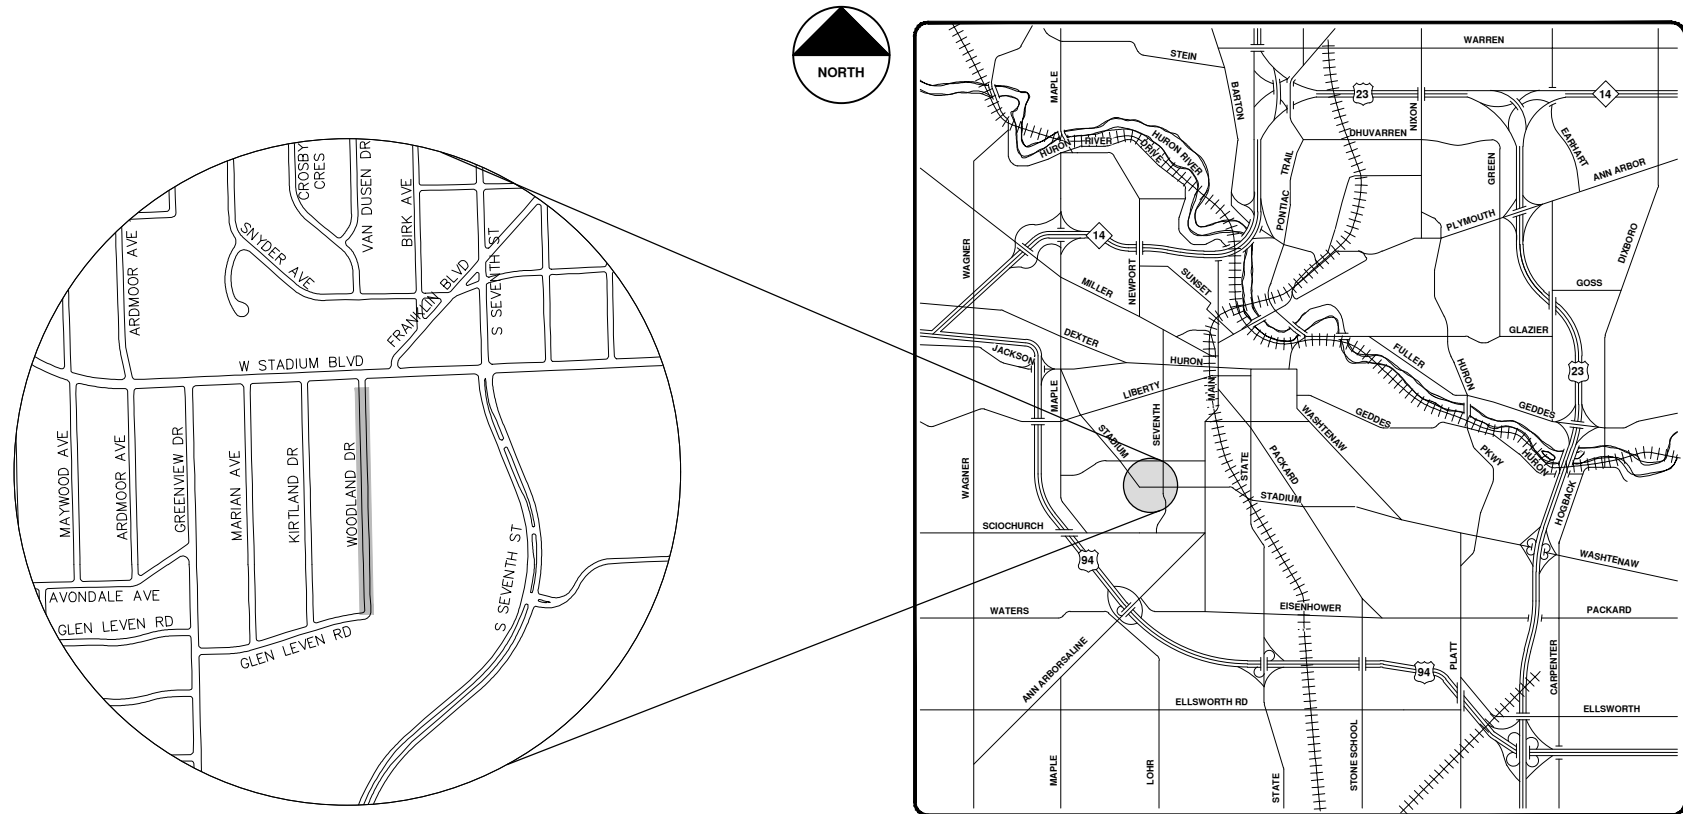 NORTH
CROSBY
CRES
VAN DUSEN DR
BIRK AVE
ARDMOOR AVE
SNYDER AVE
FRANKLIN BLVD
S SEVENTH ST
W STADIUM BLVD
MAYWOOD AVE
ARDMOOR AVE
GREENVIEW DR
MARIAN AVE
KIRTLAND DR
WOODLAND DR
S SEVENTH ST
AVONDALE AVE
GLEN LEVEN RD
GLEN LEVEN RD
WARREN
STEIN
MAPLE
BARTON
23
14
NIXON
DHUVARREN
EARHART
HURON RIVER
DRIVE
HURON RIVER
TRAIL
PONTIAC
GREEN
ANN ARBOR
PLYMOUTH
DIXBORO
14
WAGNER
NEWPORT
MILLER
SUNSET
GOSS
DEXTER
GLAZIER
JACKSON
HURON
FULLER
HURON
23
MAPLE
LIBERTY
MAIN
SEVENTH
STADIUM
WASHTENAW
GEDDES
GEDDES
PACKARD
STATE
PKWY
HURON
WAGNER
STADIUM
HOGBACK
SCIOCHURCH
94
WASHTENAW
WATERS
EISENHOWER
PACKARD
ANN ARBORSALINE
PLATT
CARPENTER
94
ELLSWORTH RD
ELLSWORTH
MAPLE
LOHR
STATE
STONE SCHOOL